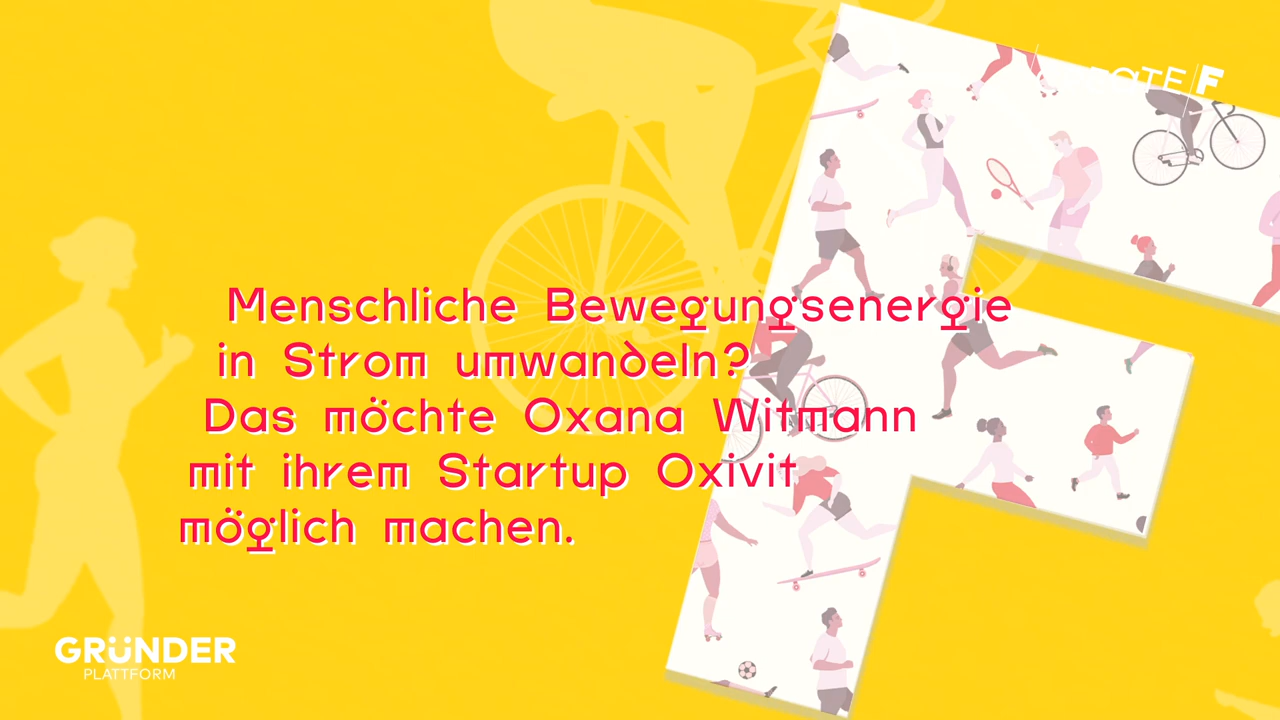 Menschliche Bewegungsenergie
in Strom umwandeln?
Das möchte Oxana Witmann
mit ihrem Startup Oxivit
möglich machen.
GRÜNDER
PLATTFORM
F